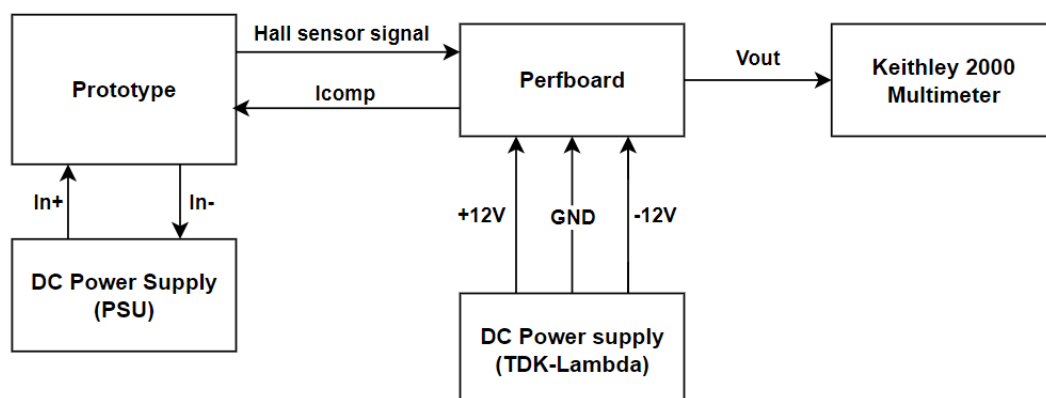 Hall sensor signal
Prototype
Icomp
Perfboard
Vout
Keithley 2000
Multimeter
In+
In-
+12V
GND
-12V
DC Power Supply
(PSU)
DC Power supply
(TDK-Lambda)